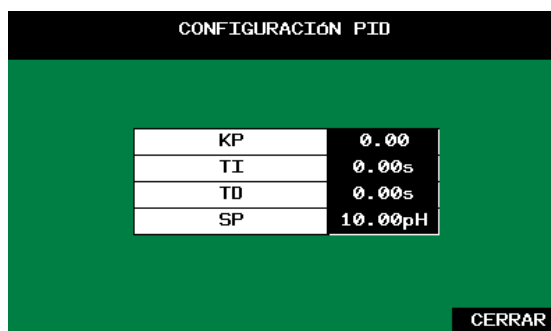 CONFIGURACIóN PID
KP 0.00
TI 0.00s
TD 0.00s
SP 10.00pH
CERRAR